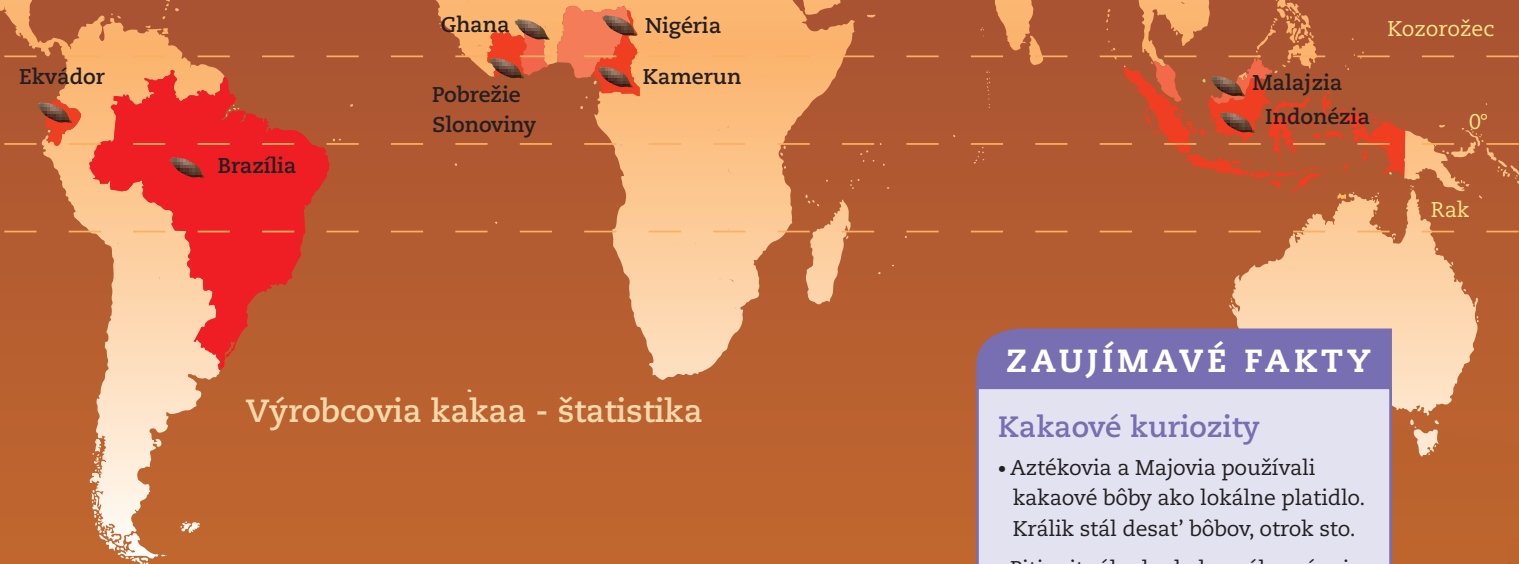 Ghana
Nigéria
Kozorožec
Ekvádor
Kamerun
Pobrežie
Slonoviny
Malajzia
Indonézia
0°
Brazília
Rak
Výrobcovia kakaa - štatistika
ZAUJÍMAVÉ FAKTY
Kakaové kuriozity
• Aztékovia a Majovia používali
kakaové bôby ako lokálne platidlo.
Králik stál desať bôbov, otrok sto.